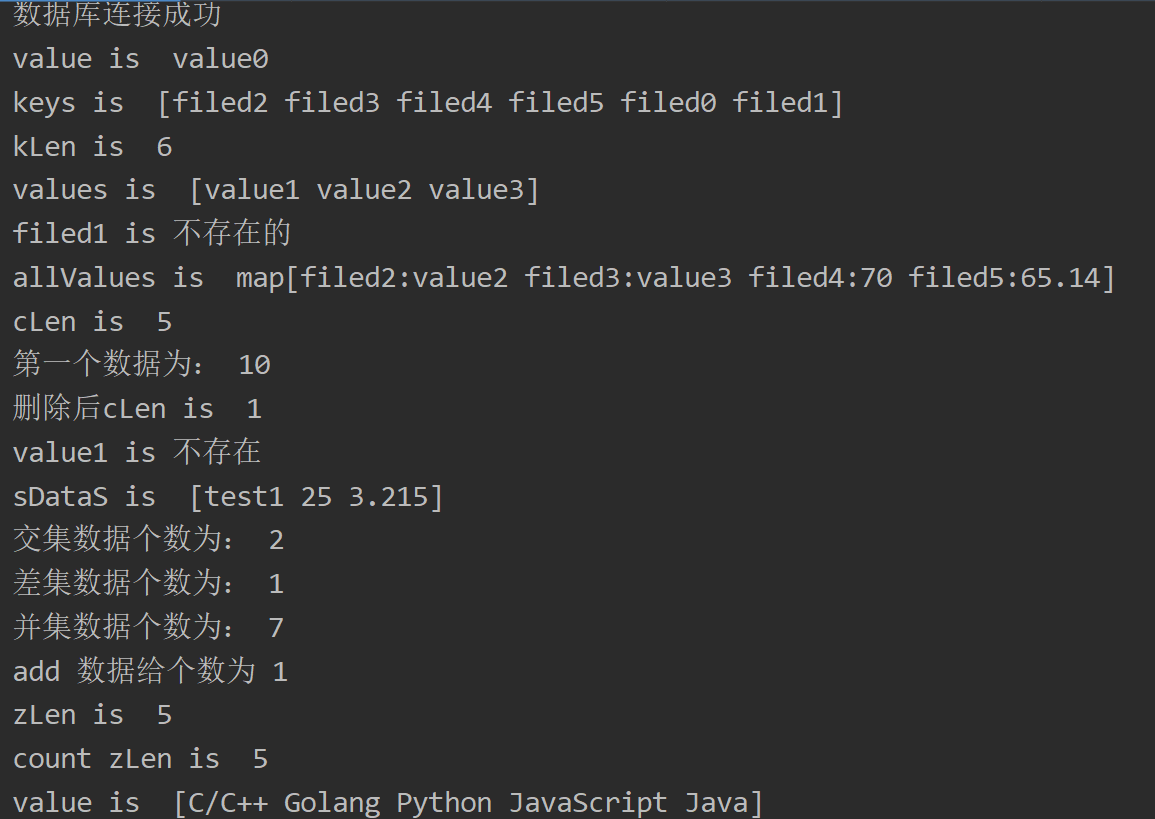 数据库连接成功
value is  value0
keys is  [filed2 filed3 filed4 filed5 filed0 filed1]
kLen is  6
values is  [value1 value2 value3]
filed1 is 不存在的
allValues is  map[filed2:value2 filed3:value3 filed4:70 filed5:65.14]
cLen is  5
第一个数据为： 10
删除后cLen is  1
value1 is 不存在
sDataS is  [test1 25 3.215]
交集数据个数为： 2
差集数据个数为： 1
并集数据个数为： 7
add 数据给个数为 1
zLen is  5
count zLen is  5
value is  [C/C++ Golang Python JavaScript Java]